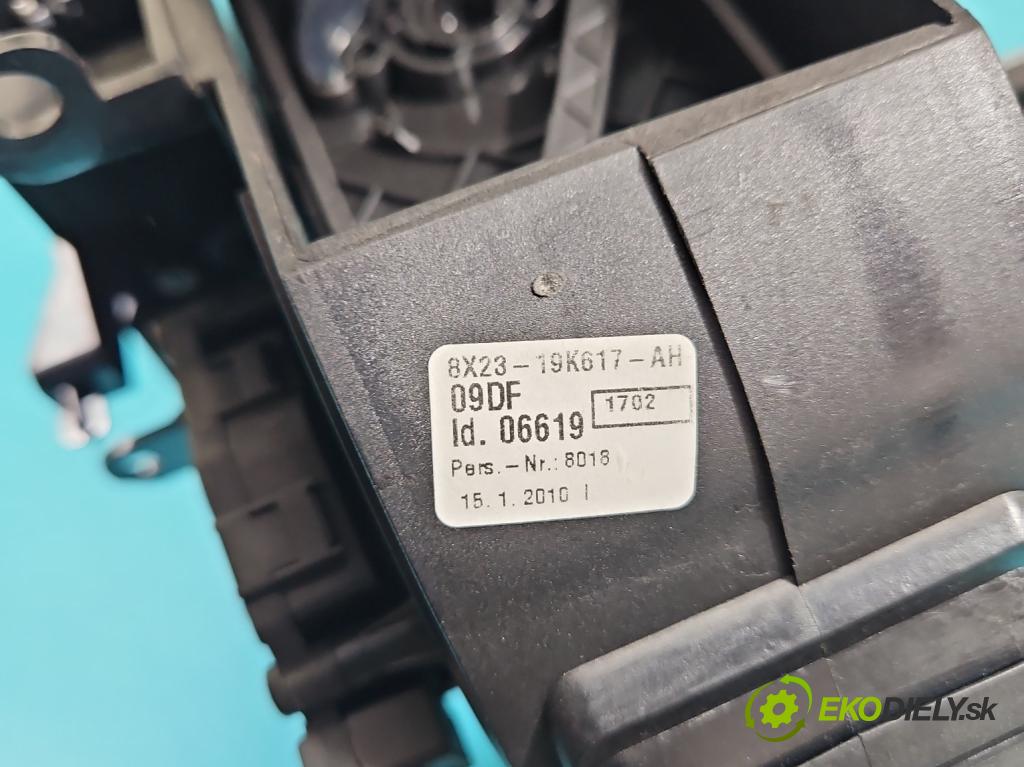 8X23-19K617-AH
09DF
1702
Id. 06619
Pers.-Nr.: 8018
15. 1. 2010 I
EKODIELY.sk